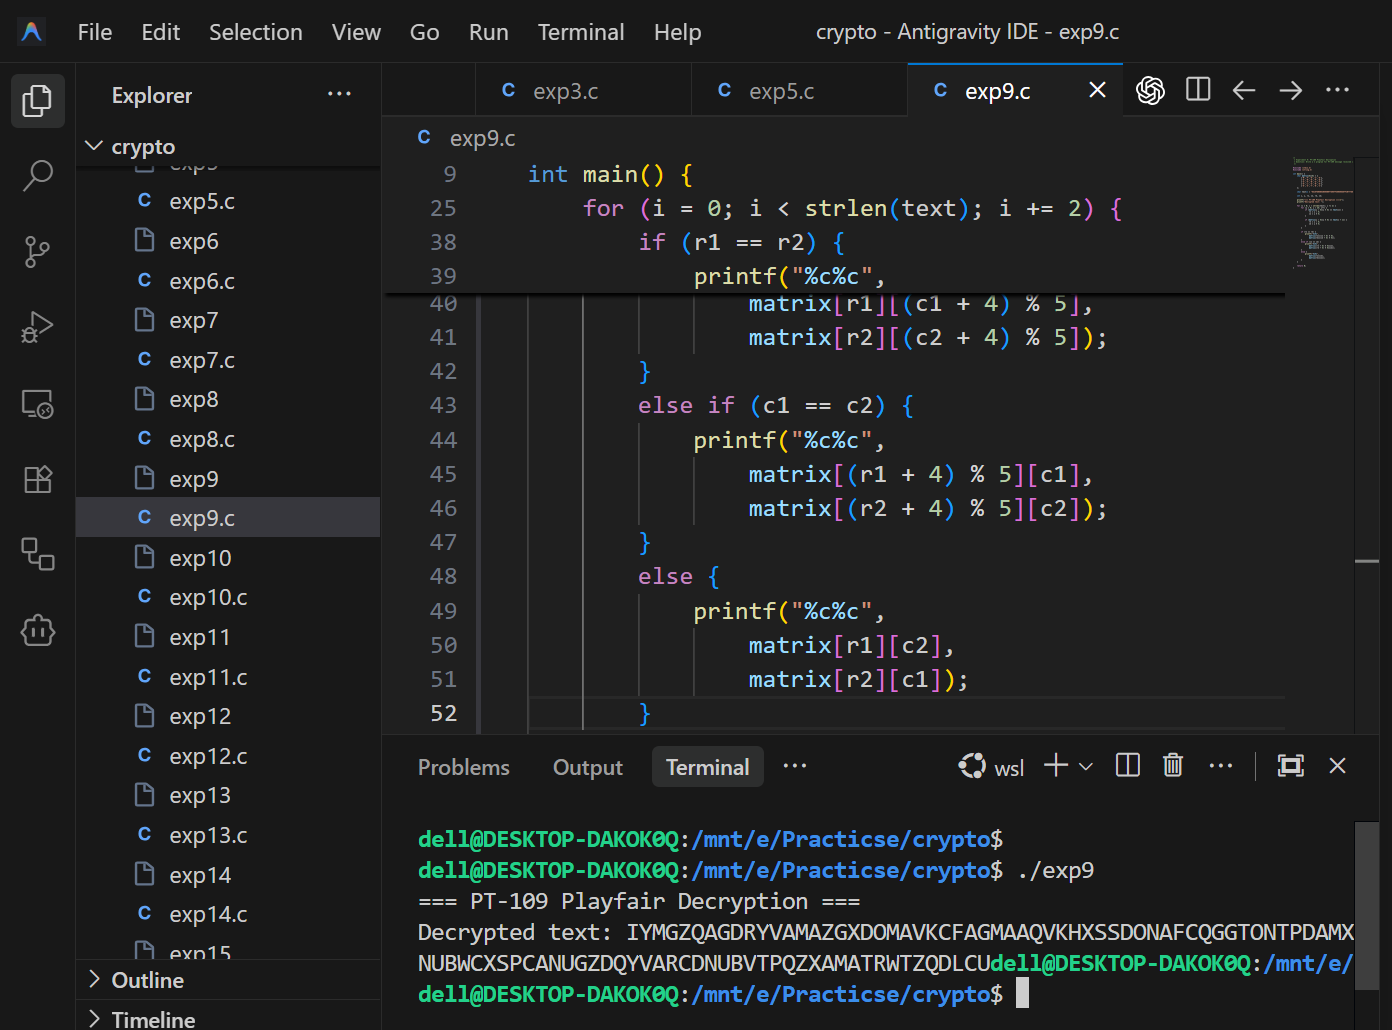 File Edit Selection View Go Run Terminal Help
crypto - Antigravity IDE - exp9.c
Explorer
crypto
exp5.c
exp6
exp6.c
exp7
exp7.c
exp8
exp8.c
exp9
exp9.c
exp10
exp10.c
exp11
exp11.c
exp12
exp12.c
exp13
exp13.c
exp14
exp14.c
exp15
Outline
Timeline
exp3.c
exp5.c
exp9.c
exp9.c
9 int main() {
25 for (i = 0; i < strlen(text); i += 2) {
38 if (r1 == r2) {
39 printf("%c%c",
40 matrix[r1][(c1 + 4) % 5],
41 matrix[r2][(c2 + 4) % 5]);
42 }
43 else if (c1 == c2) {
44 printf("%c%c",
45 matrix[(r1 + 4) % 5][c1],
46 matrix[(r2 + 4) % 5][c2]);
47 }
48 else {
49 printf("%c%c",
50 matrix[r1][c2],
51 matrix[r2][c1]);
52 }
Problems Output Terminal
wsl
dell@DESKTOP-DAKOK0Q:/mnt/e/Practicse/crypto$
dell@DESKTOP-DAKOK0Q:/mnt/e/Practicse/crypto$ ./exp9
=== PT-109 Playfair Decryption ===
Decrypted text: IYMGZQAGDRYVAMAZGXDOMAVKCFAGMAAQVKHXSSDONAFCQGGTONTPDAMX
NUBWCXSPCANUGZDQYVARCDNUBVTPQZXAMATRWTZQDLCUdell@DESKTOP-DAKOK0Q:/mnt/e/
dell@DESKTOP-DAKOK0Q:/mnt/e/Practicse/crypto$